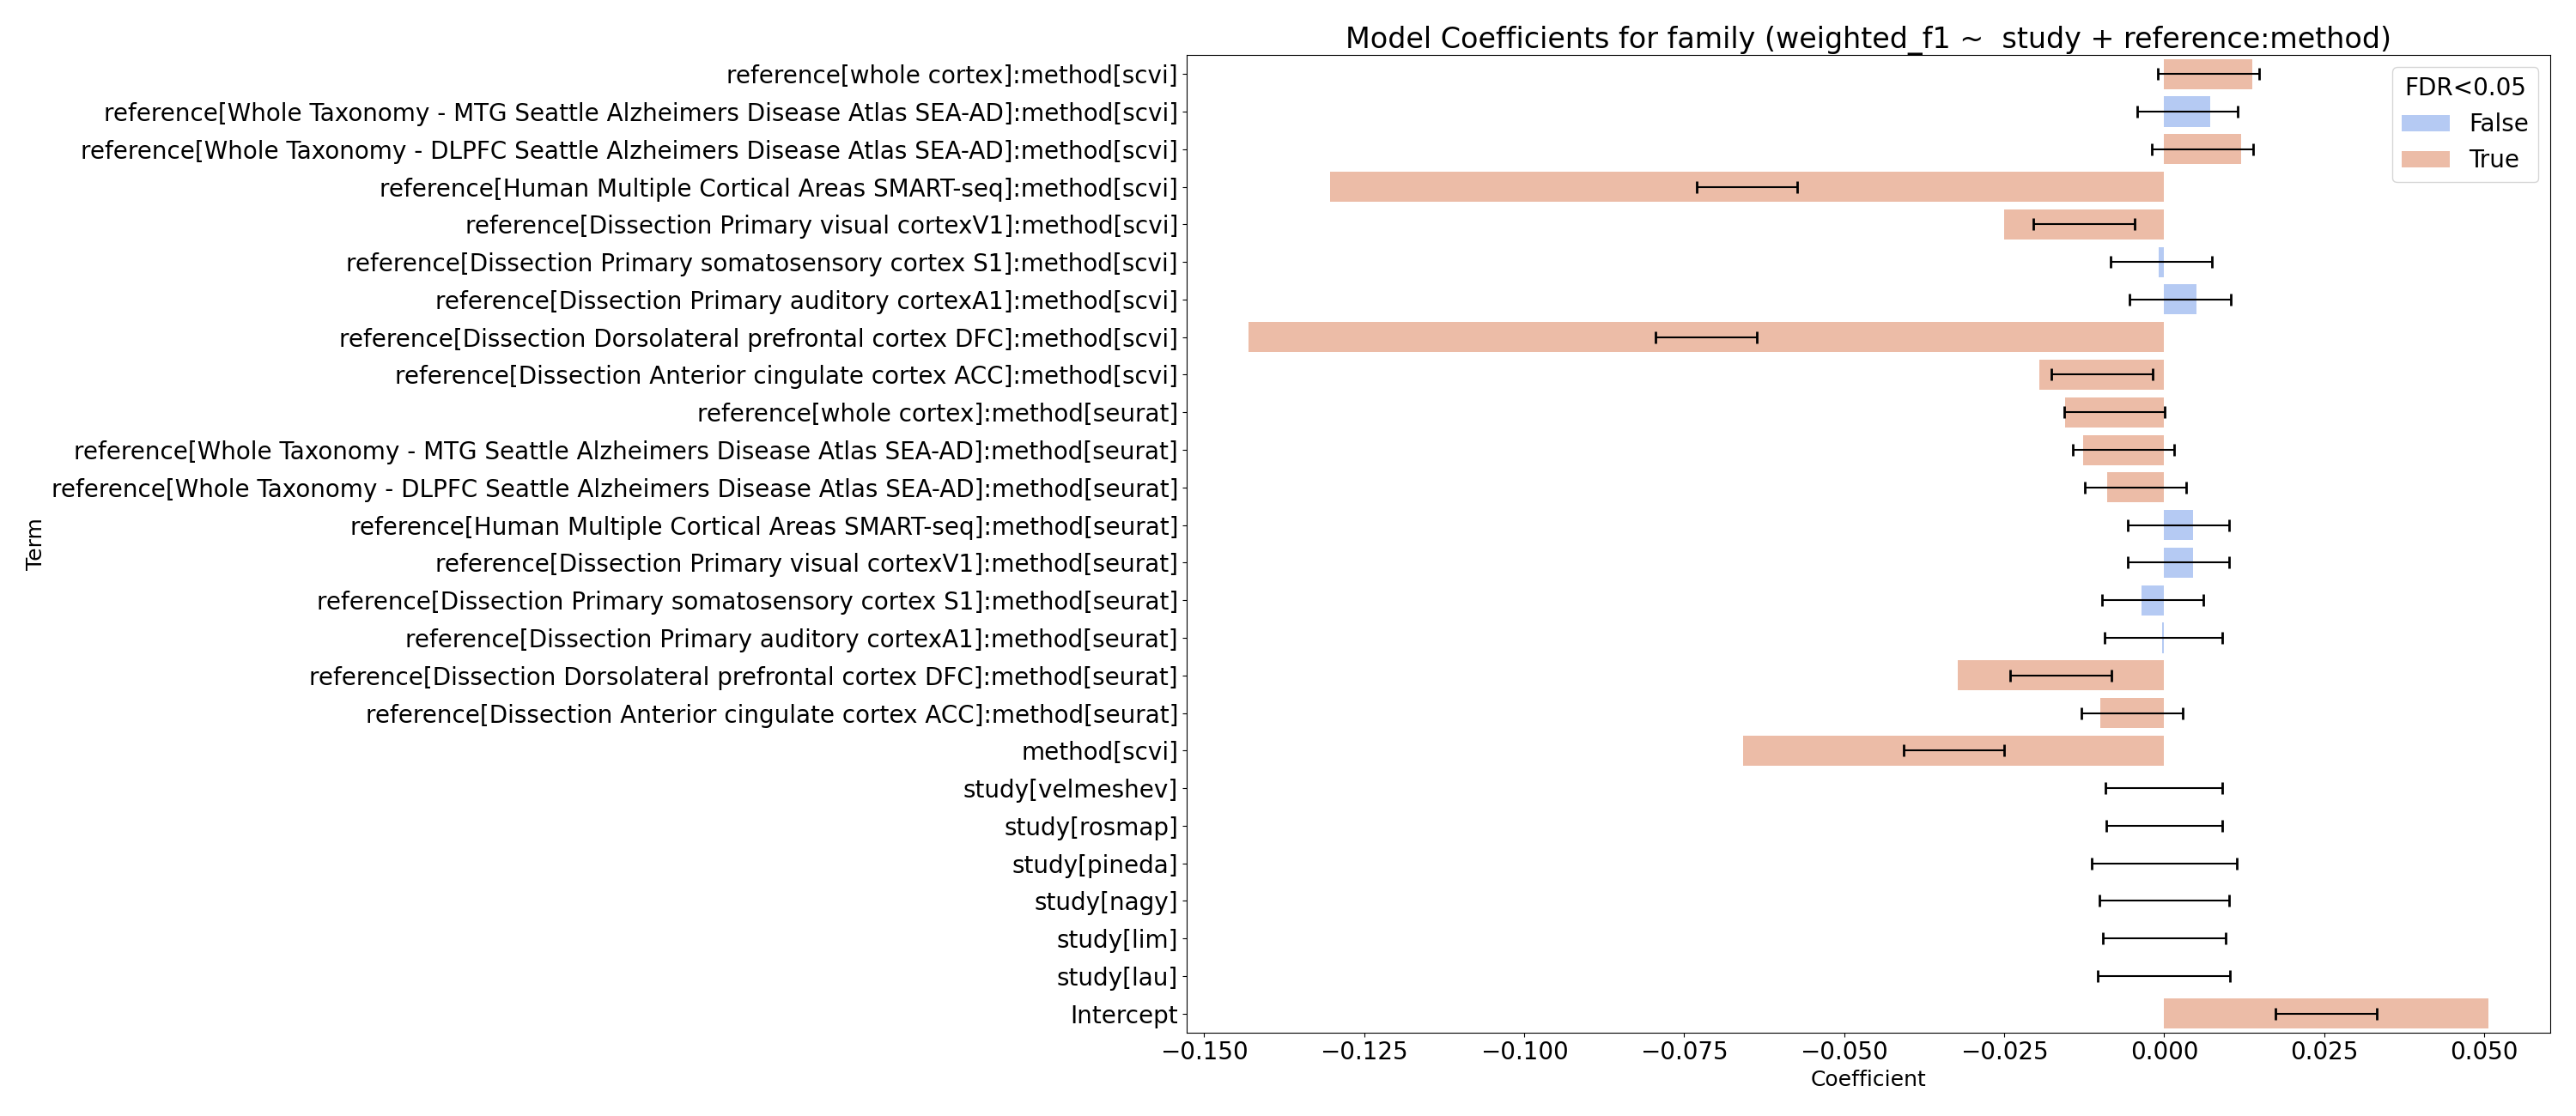 Model Coefficients for family (weighted_f1 ~  study + reference:method)
reference[whole cortex]:method[scvi]
reference[Whole Taxonomy - MTG Seattle Alzheimers Disease Atlas SEA-AD]:method[scvi]
reference[Whole Taxonomy - DLPFC Seattle Alzheimers Disease Atlas SEA-AD]:method[scvi]
reference[Human Multiple Cortical Areas SMART-seq]:method[scvi]
reference[Dissection Primary visual cortexV1]:method[scvi]
reference[Dissection Primary somatosensory cortex S1]:method[scvi]
reference[Dissection Primary auditory cortexA1]:method[scvi]
reference[Dissection Dorsolateral prefrontal cortex DFC]:method[scvi]
reference[Dissection Anterior cingulate cortex ACC]:method[scvi]
reference[whole cortex]:method[seurat]
reference[Whole Taxonomy - MTG Seattle Alzheimers Disease Atlas SEA-AD]:method[seurat]
reference[Whole Taxonomy - DLPFC Seattle Alzheimers Disease Atlas SEA-AD]:method[seurat]
reference[Human Multiple Cortical Areas SMART-seq]:method[seurat]
reference[Dissection Primary visual cortexV1]:method[seurat]
reference[Dissection Primary somatosensory cortex S1]:method[seurat]
reference[Dissection Primary auditory cortexA1]:method[seurat]
reference[Dissection Dorsolateral prefrontal cortex DFC]:method[seurat]
reference[Dissection Anterior cingulate cortex ACC]:method[seurat]
method[scvi]
study[velmeshev]
study[rosmap]
study[pineda]
study[nagy]
study[lim]
study[lau]
Intercept
Term
FDR<0.05
False
True
−0.150 −0.125 −0.100 −0.075 −0.050 −0.025 0.000 0.025 0.050
Coefficient